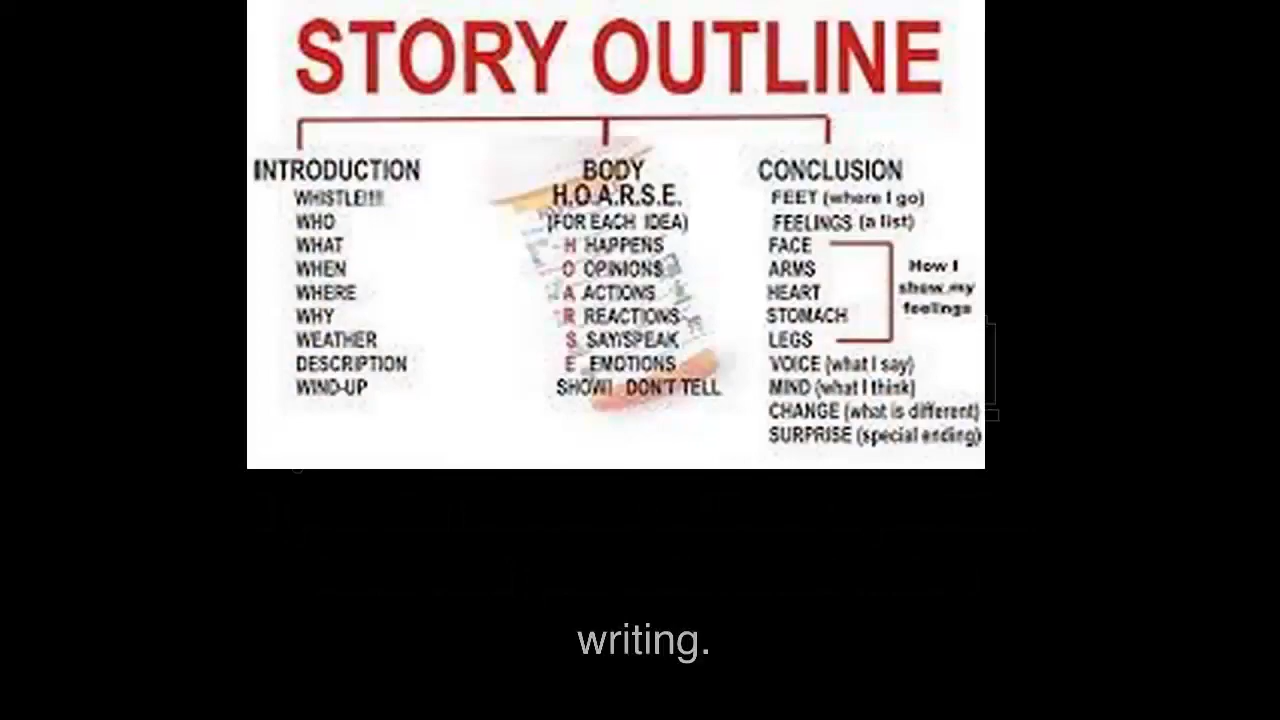 STORY OUTLINE
INTRODUCTION
WHISTLE!!!
WHO
WHAT
WHEN
WHERE
WHY
WEATHER
DESCRIPTION
WIND-UP
BODY
H.O.A.R.S.E.
(FOR EACH IDEA)
H HAPPENS
O OPINIONS
A ACTIONS
R REACTIONS
S SAY/SPEAK
E EMOTIONS
SHOW! DON'T TELL
CONCLUSION
FEET (where I go)
FEELINGS (a list)
FACE
ARMS
HEART
STOMACH
LEGS
How I
show my
feelings
VOICE (what I say)
MIND (what I think)
CHANGE (what is different)
SURPRISE (special ending)
writing.